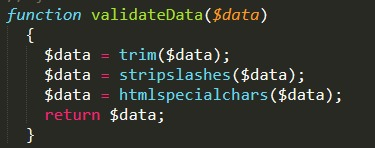 function validateData($data)
{
$data = trim($data);
$data = stripslashes($data);
$data = htmlspecialchars($data);
return $data;
}